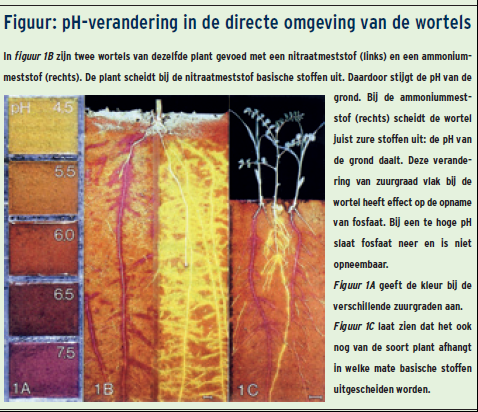 Figuur: pH-verandering in de directe omgeving van de wortels
In figuur 1B zijn twee wortels van dezelfde plant gevoed met een nitraatmeststof (links) en een ammonium-
meststof (rechts). De plant scheidt bij de nitraatmeststof basische stoffen uit. Daardoor stijgt de pH van de
grond. Bij de ammoniummest-
stof (rechts) scheidt de wortel
juist zure stoffen uit: de pH van
de grond daalt. Deze verande-
ring van zuurgraad vlak bij de
wortel heeft effect op de opname
van fosfaat. Bij een te hoge pH
slaat fosfaat neer en is niet
opneembaar.
Figuur 1A geeft de kleur bij de
verschillende zuurgraden aan.
Figuur 1C laat zien dat het ook
nog van de soort plant afhangt
in welke mate basische stoffen
uitgescheiden worden.
pH 4.5
5.5
6.0
6.5
7.5
1A
1B
1C